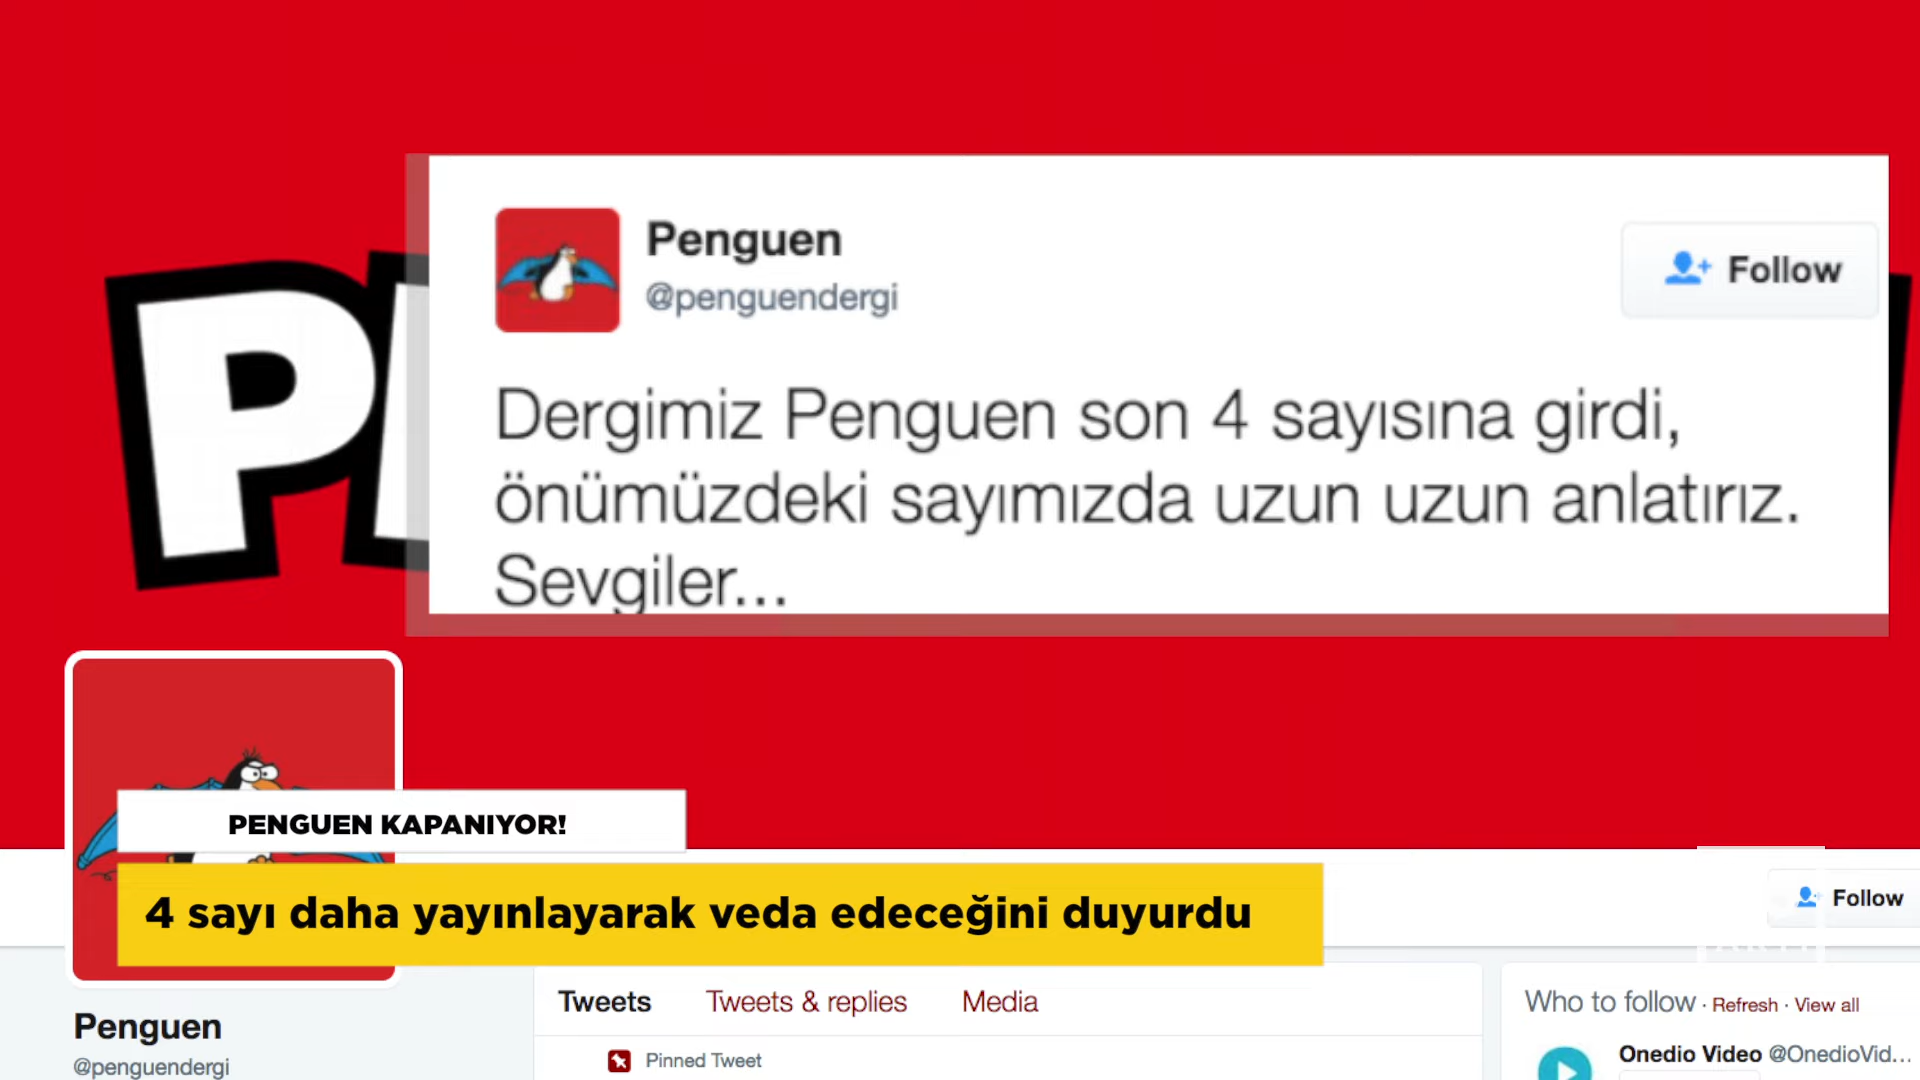 Penguen
@penguendergi
Follow
Dergimiz Penguen son 4 sayısına girdi,
önümüzdeki sayımızda uzun uzun anlatırız.
Sevgiler...
PENGUEN KAPANIYOR!
4 sayı daha yayınlayarak veda edeceğini duyurdu
Follow
Penguen
@penguendergi
Tweets Tweets & replies Media
Pinned Tweet
Who to follow · Refresh · View all
Onedio Video @OnedioVid...